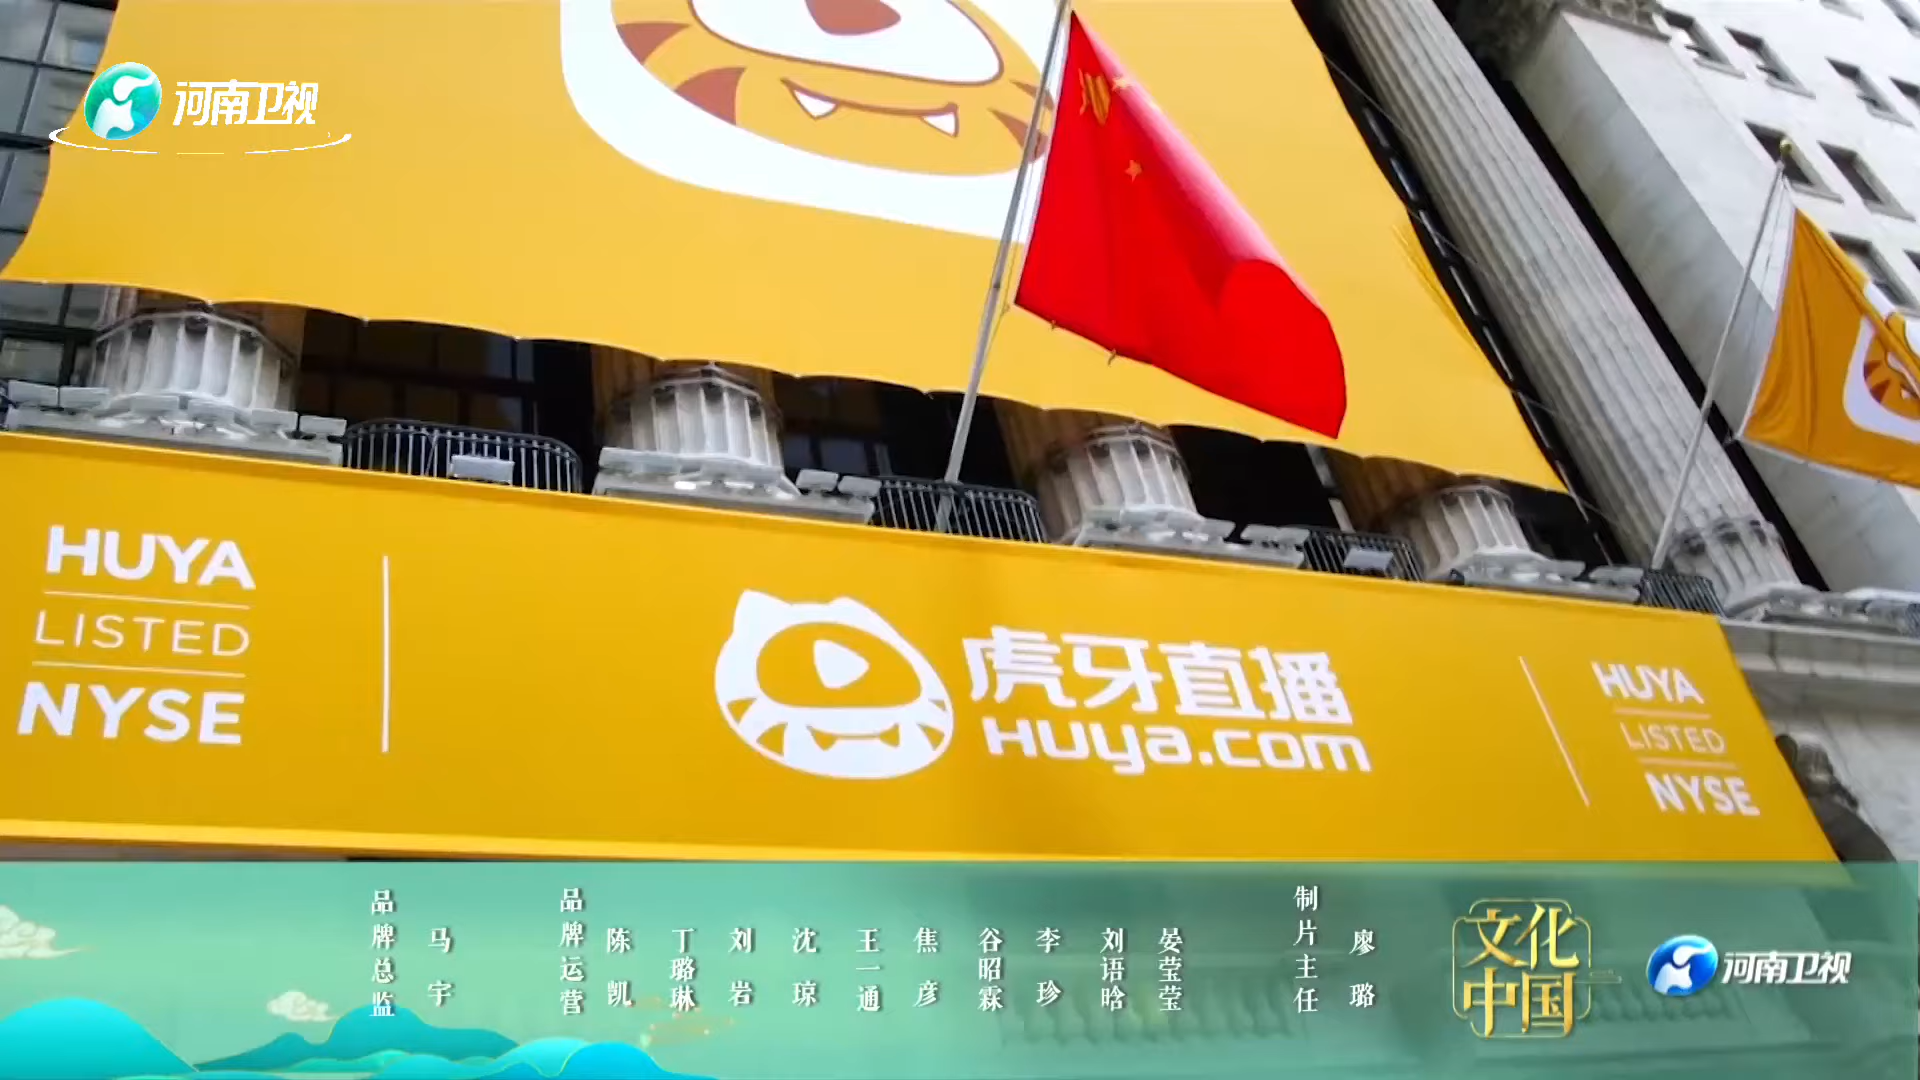 河南卫视
HUYA
LISTED
NYSE
虎牙直播
HUYA.COM
HUYA
LISTED
NYSE
品牌总监
马宇
品牌运营
陈凯
丁璐琳
刘岩
沈琼
王一通
焦彦
谷昭霖
李珍
刘语晗
晏莹莹
制片主任
廖璐
文化中国
河南卫视